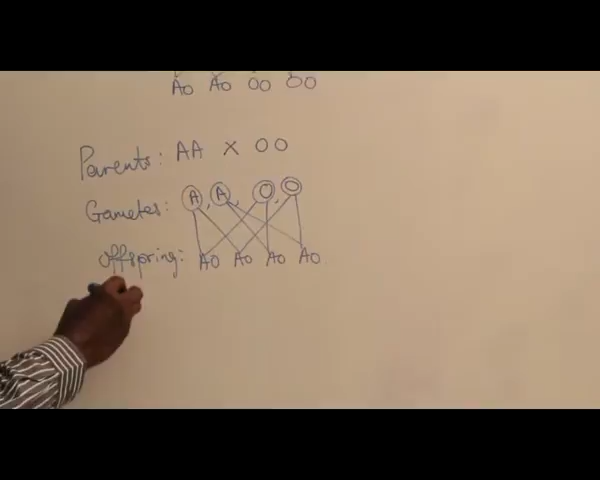 AO AO OO OO
Parents: AA X OO
Gametes: A, A, O, O
Offspring: AO AO AO AO